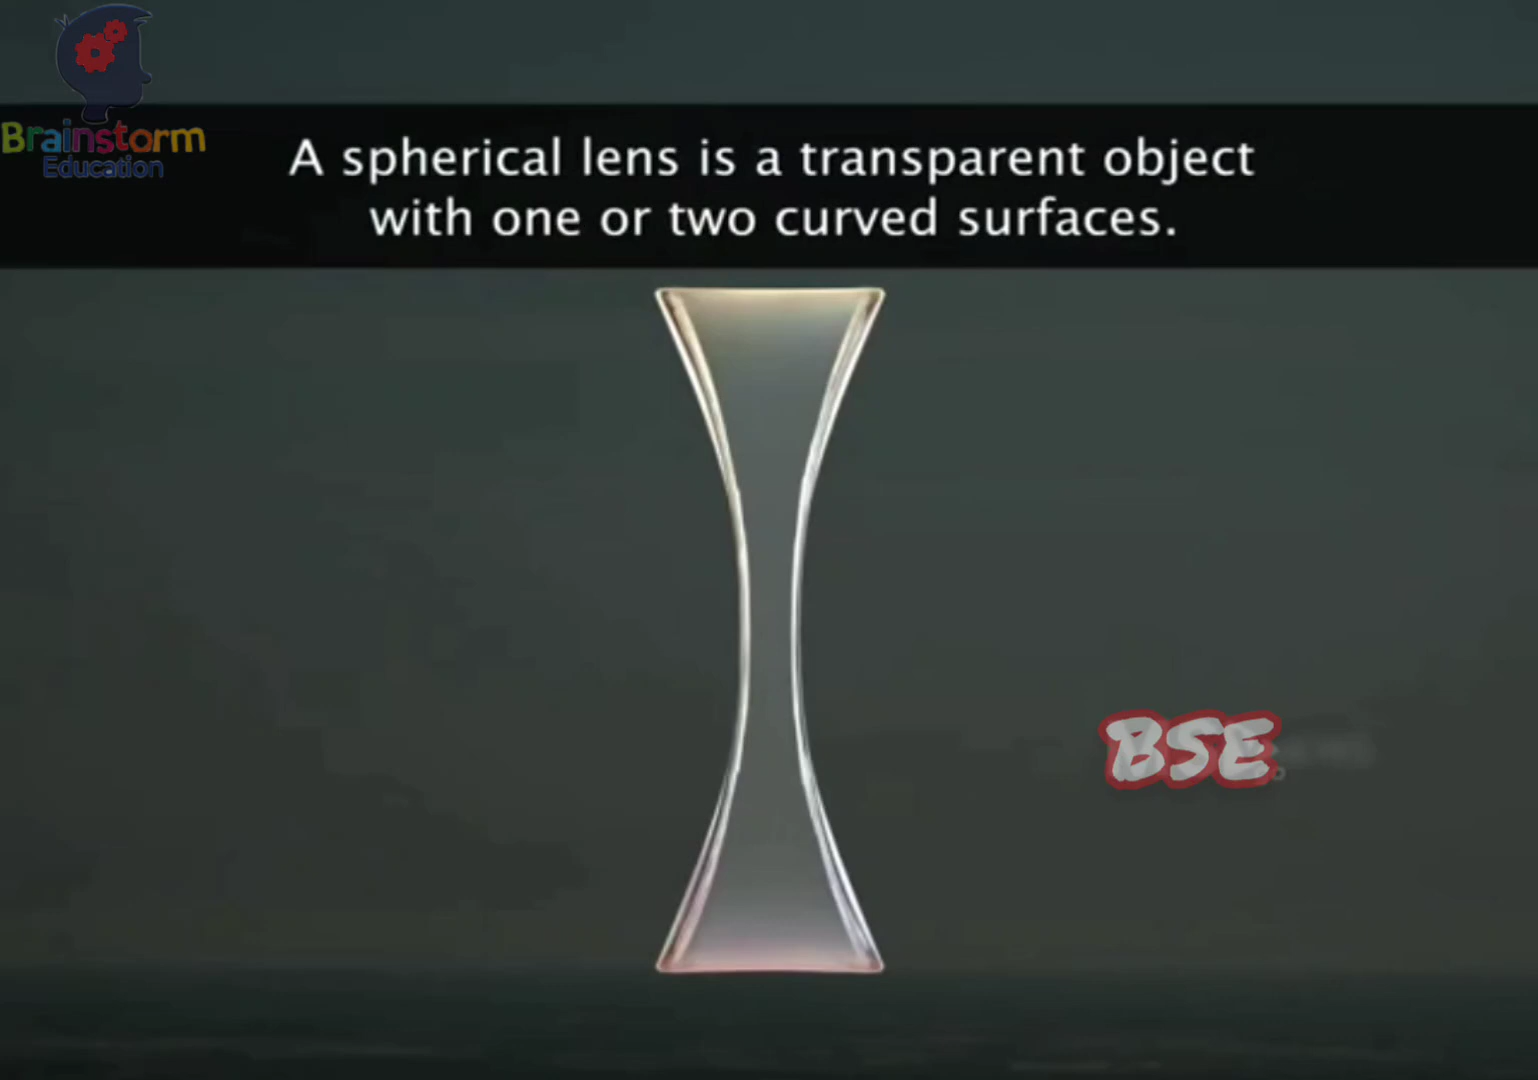 Brainstorm
Education
A spherical lens is a transparent object
with one or two curved surfaces.
BSE